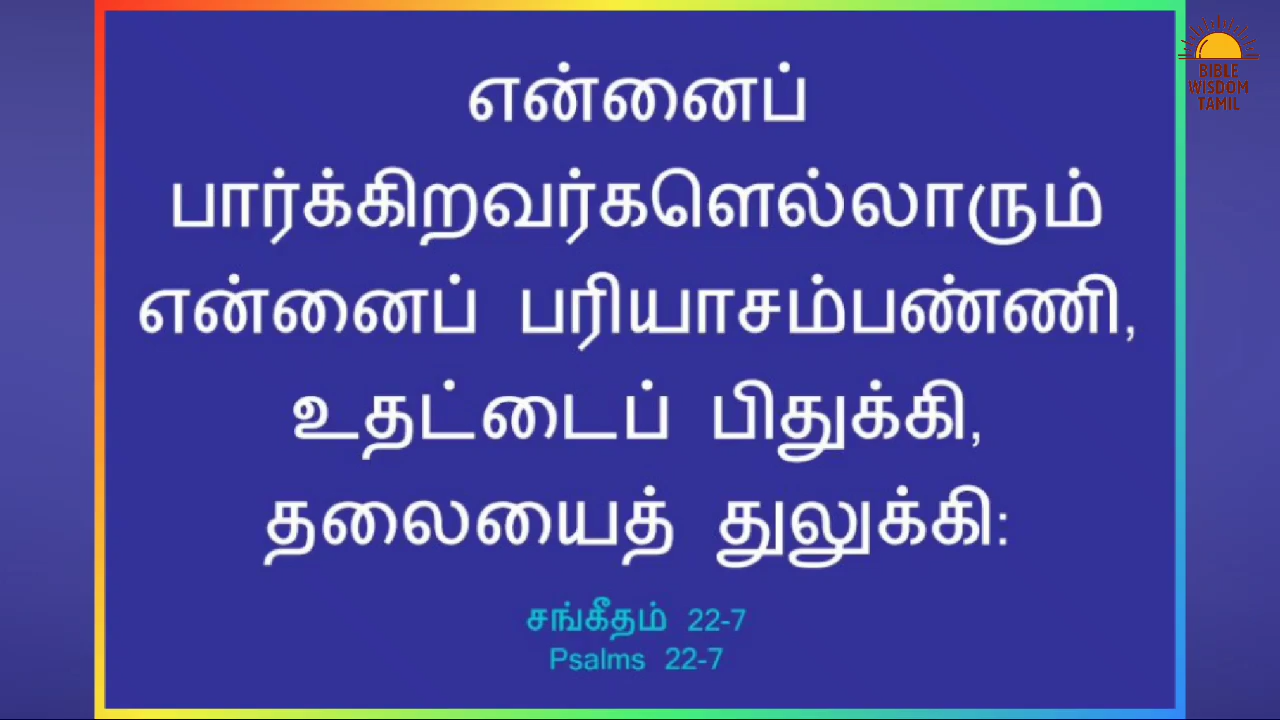 என்னைப்
பார்க்கிறவர்களெல்லாரும்
என்னைப் பரியாசம்பண்ணி,
உதட்டைப் பிதுக்கி,
தலையைத் துலுக்கி:
சங்கீதம் 22-7
Psalms 22-7
BIBLE
WISDOM
TAMIL